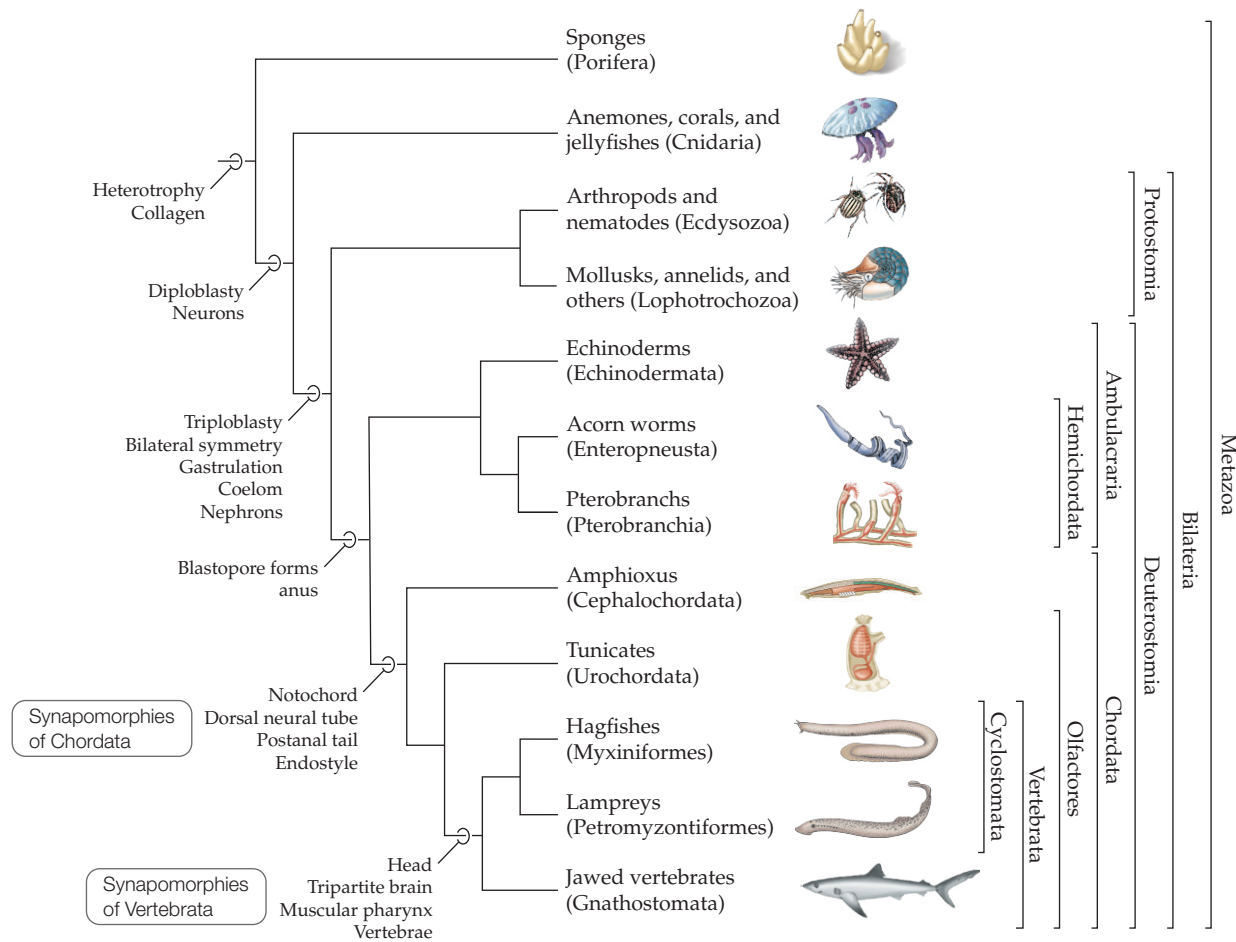 Sponges
(Porifera)
Anemones, corals, and
jellyfishes (Cnidaria)
Heterotrophy
Collagen
Arthropods and
nematodes (Ecdysozoa)
Protostomia
Diploblasty
Neurons
Mollusks, annelids, and
others (Lophotrochozoa)
Echinoderms
(Echinodermata)
Ambulacraria
Triploblasty
Bilateral symmetry
Gastrulation
Coelom
Nephrons
Acorn worms
(Enteropneusta)
Hemichordata
Metazoa
Pterobranchs
(Pterobranchia)
Bilateria
Blastopore forms
anus
Amphioxus
(Cephalochordata)
Deuterostomia
Tunicates
(Urochordata)
Synapomorphies
of Chordata
Notochord
Dorsal neural tube
Postanal tail
Endostyle
Hagfishes
(Myxiniformes)
Cyclostomata
Olfactores
Chordata
Lampreys
(Petromyzontiformes)
Vertebrata
Synapomorphies
of Vertebrata
Head
Tripartite brain
Muscular pharynx
Vertebrae
Jawed vertebrates
(Gnathostomata)